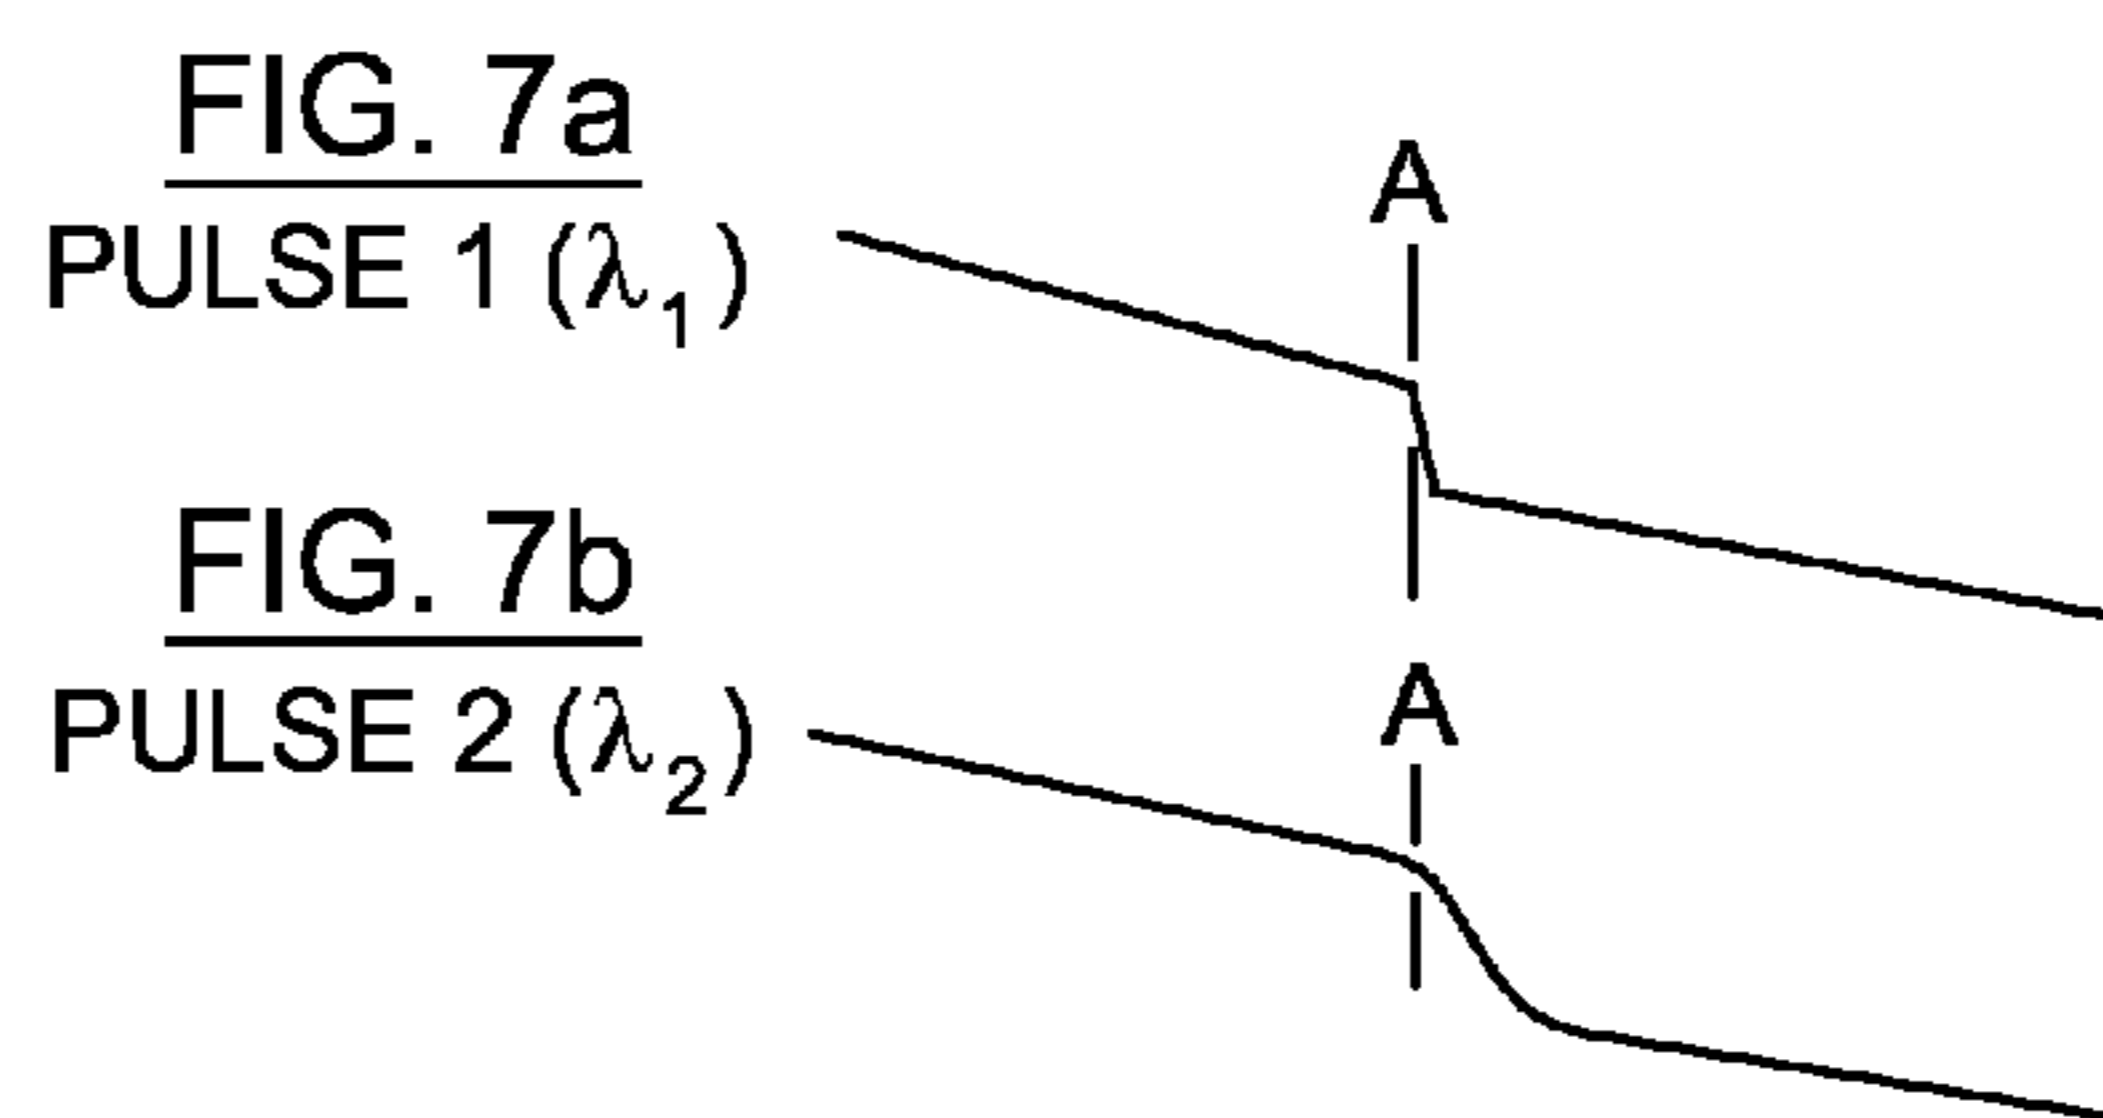 FIG. 7a
PULSE 1 (λ₁)
A
FIG. 7b
PULSE 2 (λ₂)
A